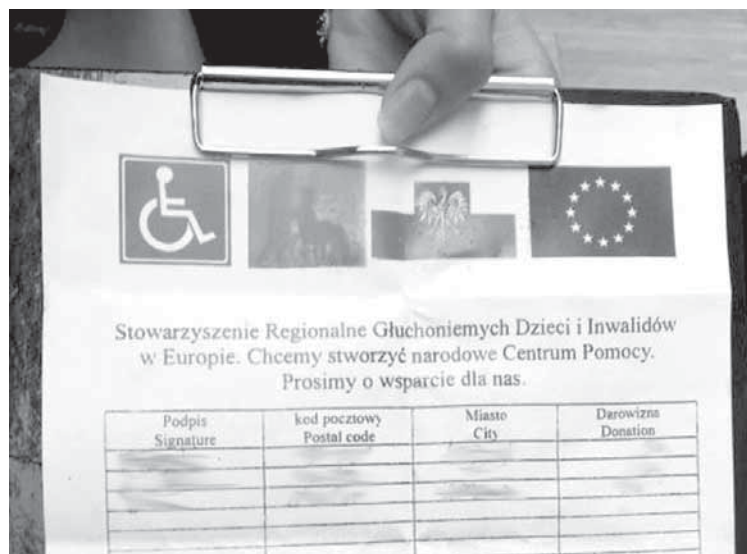 Stowarzyszenie Regionalne Głuchoniemych Dzieci i Inwalidów
w Europie. Chcemy stworzyć narodowe Centrum Pomocy.
Prosimy o wsparcie dla nas.
Podpis kod pocztowy Miasto Darowizna
Signature Postal code City Donation